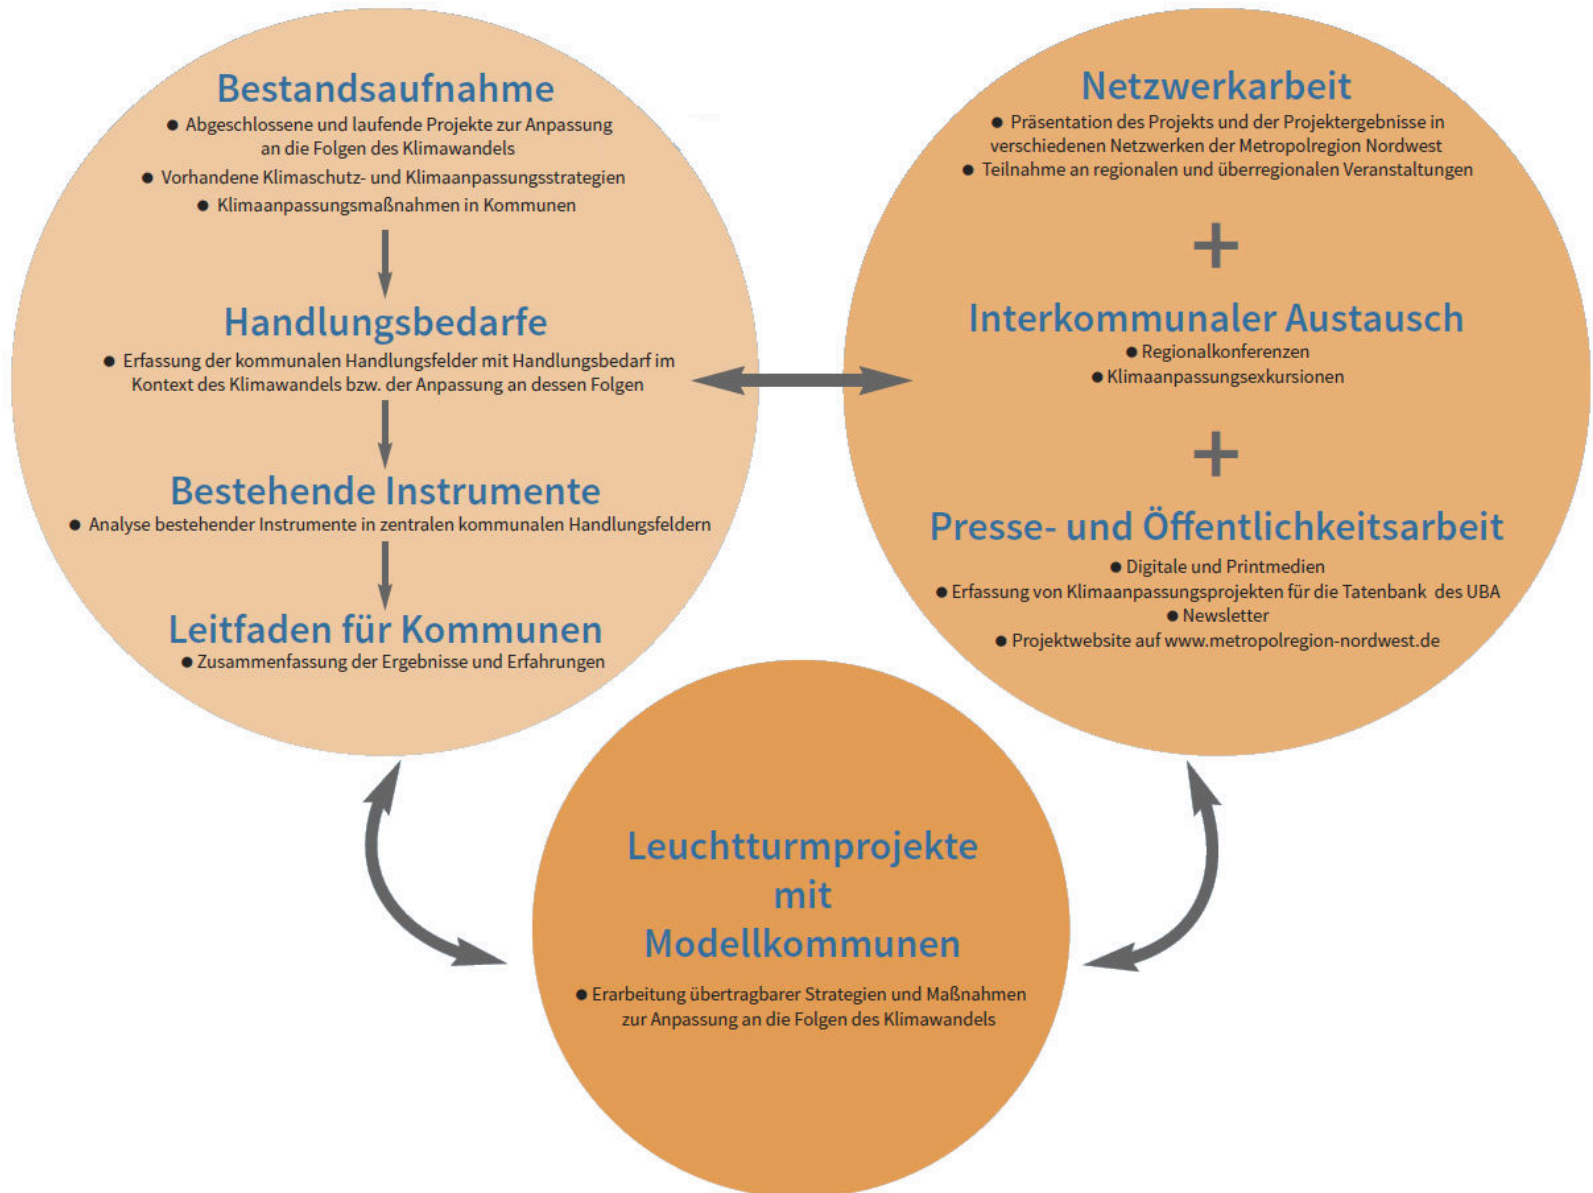 Bestandsaufnahme
● Abgeschlossene und laufende Projekte zur Anpassung
an die Folgen des Klimawandels
● Vorhandene Klimaschutz- und Klimaanpassungsstrategien
● Klimaanpassungsmaßnahmen in Kommunen
Handlungsbedarfe
● Erfassung der kommunalen Handlungsfelder mit Handlungsbedarf im
Kontext des Klimawandels bzw. der Anpassung an dessen Folgen
Bestehende Instrumente
● Analyse bestehender Instrumente in zentralen kommunalen Handlungsfeldern
Leitfaden für Kommunen
● Zusammenfassung der Ergebnisse und Erfahrungen
Netzwerkarbeit
● Präsentation des Projekts und der Projektergebnisse in
verschiedenen Netzwerken der Metropolregion Nordwest
● Teilnahme an regionalen und überregionalen Veranstaltungen
+
Interkommunaler Austausch
● Regionalkonferenzen
● Klimaanpassungsexkursionen
+
Presse- und Öffentlichkeitsarbeit
● Digitale und Printmedien
● Erfassung von Klimaanpassungsprojekten für die Tatenbank des UBA
● Newsletter
● Projektwebsite auf www.metropolregion-nordwest.de
Leuchtturmprojekte
mit
Modellkommunen
● Erarbeitung übertragbarer Strategien und Maßnahmen
zur Anpassung an die Folgen des Klimawandels